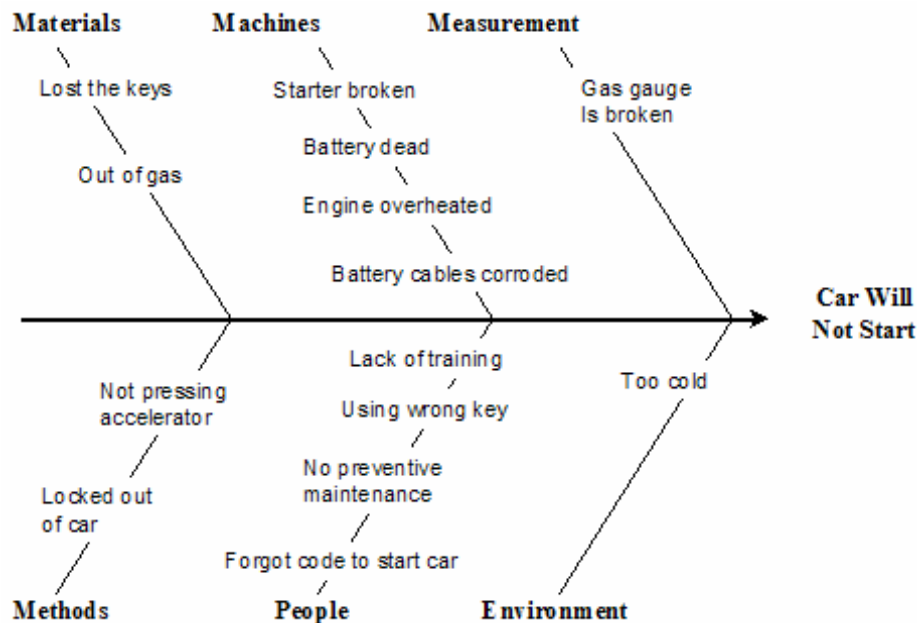 Materials
Machines
Measurement
Lost the keys
Starter broken
Gas gauge
Is broken
Battery dead
Out of gas
Engine overheated
Battery cables corroded
Car Will
Not Start
Lack of training
Not pressing
accelerator
Too cold
Using wrong key
No preventive
maintenance
Locked out
of car
Forgot code to start car
Methods
People
Environment